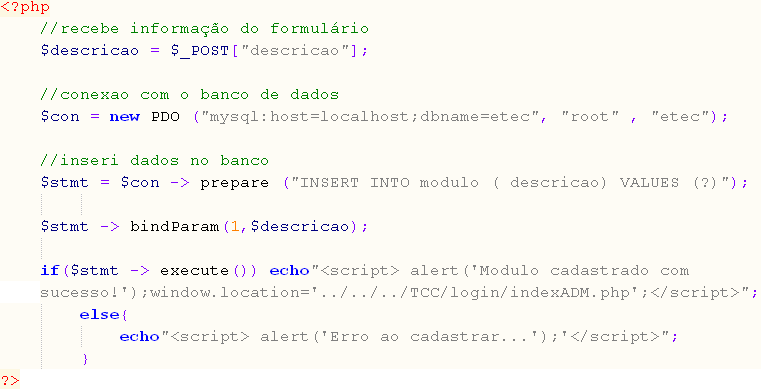 <?php
//recebe informação do formulário
$descricao = $_POST["descricao"];
//conexao com o banco de dados
$con = new PDO ("mysql:host=localhost;dbname=etec", "root" , "etec");
//inseri dados no banco
$stmt = $con -> prepare ("INSERT INTO modulo ( descricao) VALUES (?)");
$stmt -> bindParam(1,$descricao);
if($stmt -> execute()) echo"<script> alert('Modulo cadastrado com
sucesso!');window.location='../../../TCC/login/indexADM.php';</script>";
else{
echo"<script> alert('Erro ao cadastrar...');'</script>";
}
?>